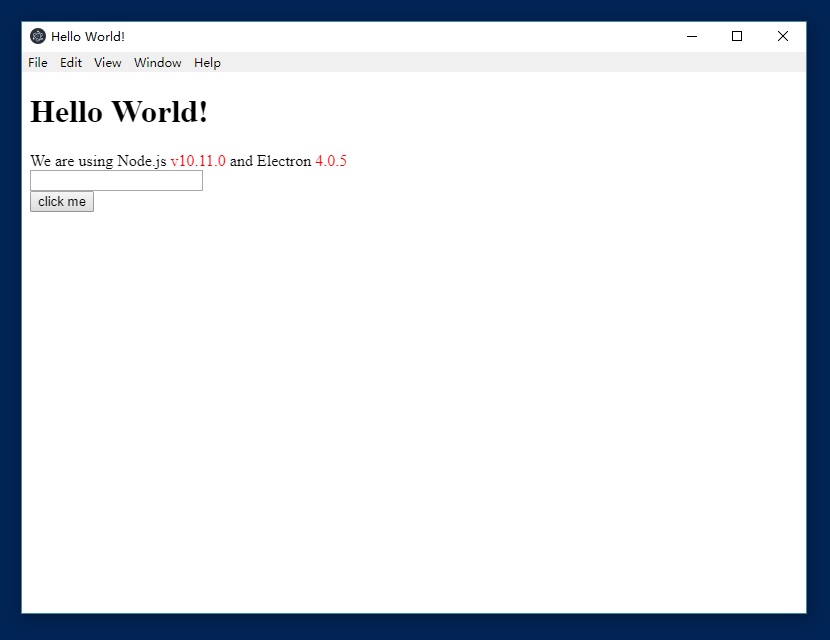 Hello World!
File Edit View Window Help
Hello World!
We are using Node.js v10.11.0 and Electron 4.0.5
click me